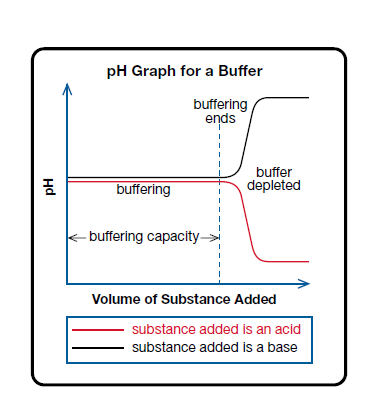 pH Graph for a Buffer
buffering
ends
buffer
depleted
pH
buffering
buffering capacity
Volume of Substance Added
substance added is an acid
substance added is a base